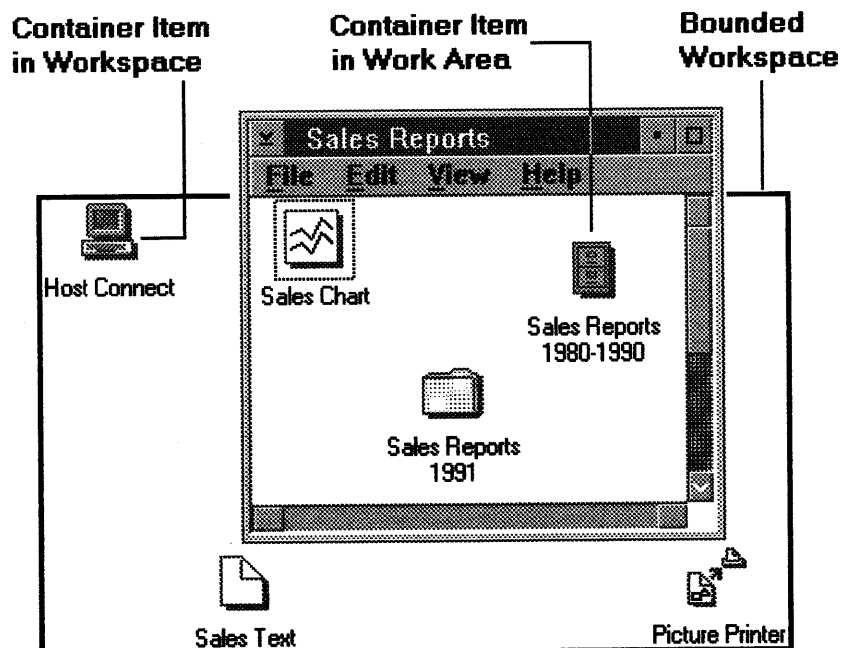 Container Item
in Workspace
Container Item
in Work Area
Bounded
Workspace
Sales Reports
File Edit View Help
Host Connect
Sales Chart
Sales Reports
1980-1990
Sales Reports
1991
Sales Text
Picture Printer